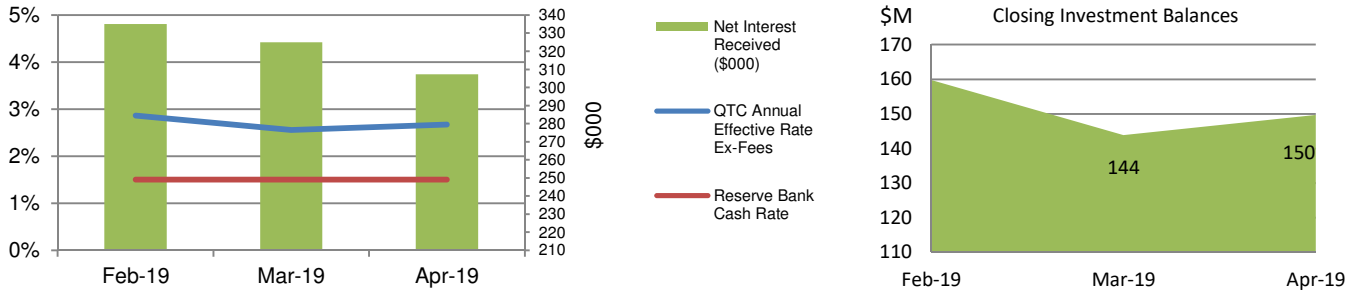 5%
4%
3%
2%
1%
0%
Feb-19
Mar-19
Apr-19
340
330
320
310
300
290
280
270
260
250
240
230
220
210
$000
Net Interest
Received
($000)
QTC Annual
Effective Rate
Ex-Fees
Reserve Bank
Cash Rate
$M
Closing Investment Balances
170
160
150
140
130
120
110
144
150
Feb-19
Mar-19
Apr-19